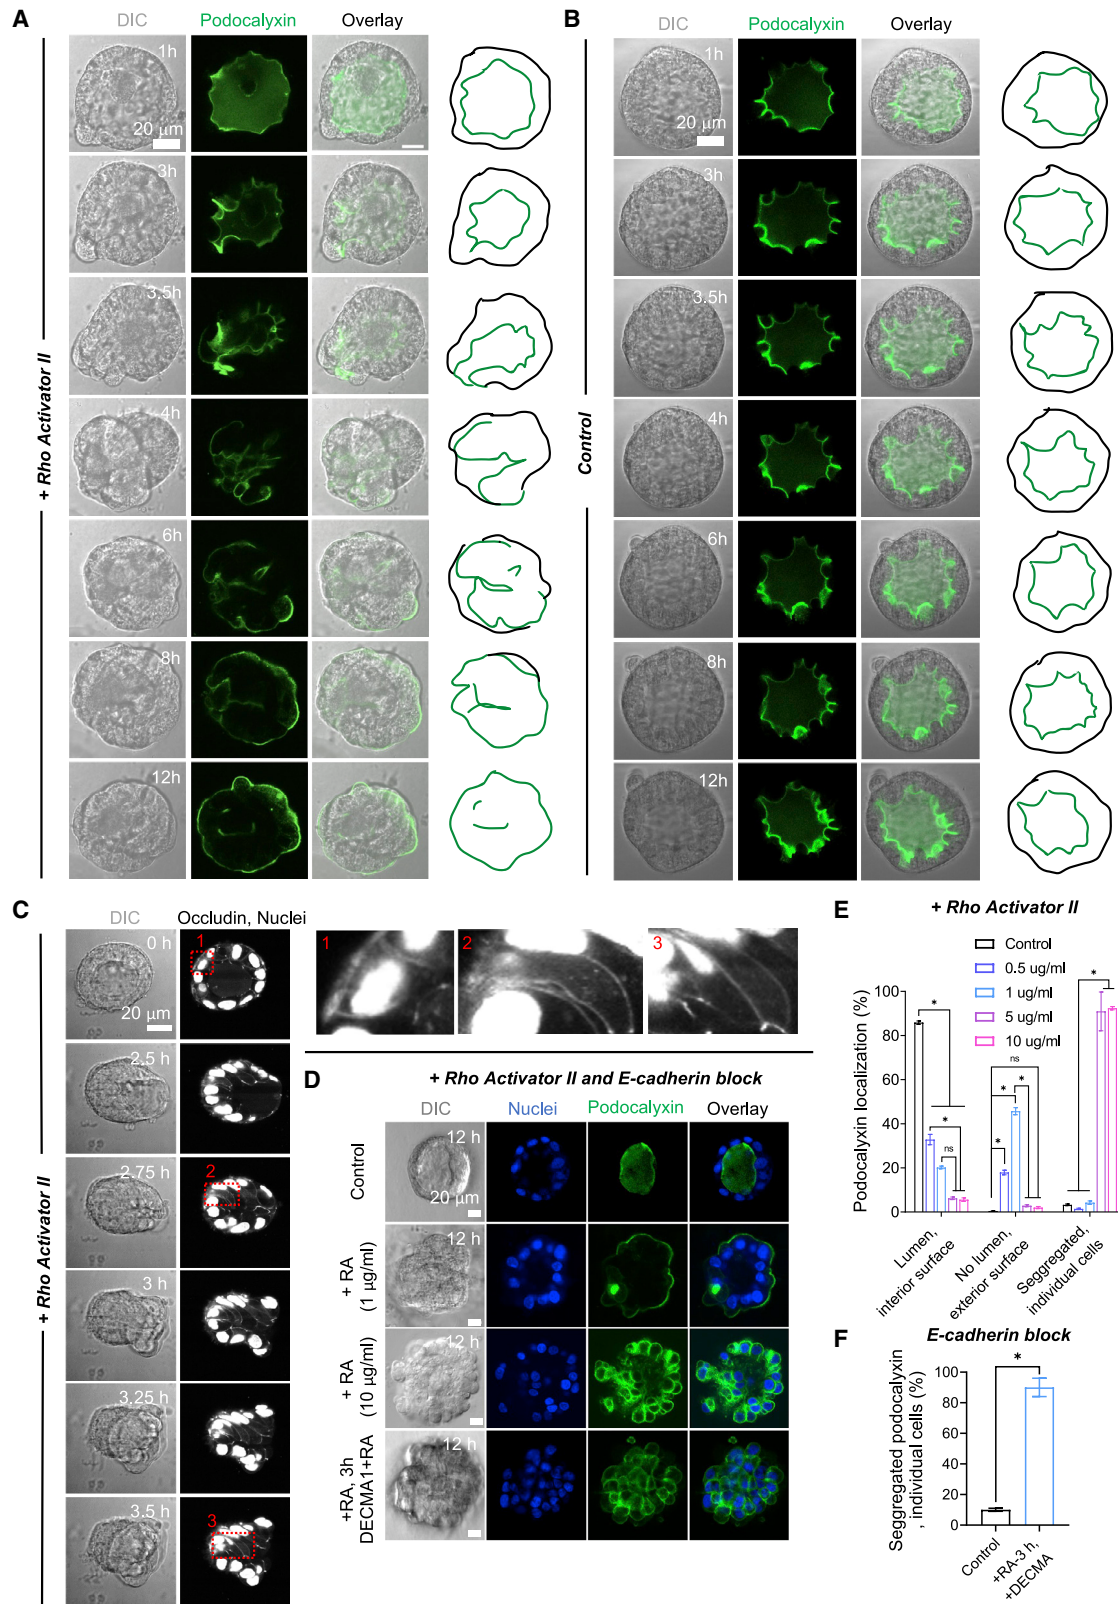 A
DIC
Podocalyxin
Overlay
+ Rho Activator II
1h
20 µm
3h
3.5h
4h
6h
8h
12h
B
DIC
Podocalyxin
Overlay
Control
1h
20 µm
3h
3.5h
4h
6h
8h
12h
C
DIC
Occludin, Nuclei
+ Rho Activator II
0 h
20 µm
1
2.5 h
2.75 h
2
3 h
3.25 h
3.5 h
3
1
2
3
D
+ Rho Activator II and E-cadherin block
DIC
Nuclei
Podocalyxin
Overlay
Control
12 h
20 µm
+ RA
(1 µg/ml)
12 h
+ RA
(10 µg/ml)
12 h
+RA, 3h
DECMA1+RA
12 h
E
+ Rho Activator II
Control
0.5 ug/ml
1 ug/ml
5 ug/ml
10 ug/ml
Podocalyxin localization (%)
100
80
60
40
20
0
*
*
ns
ns
*
*
*
*
Lumen,
interior surface
No lumen,
exterior surface
Seggregated,
individual cells
F
E-cadherin block
Seggregated podocalyxin
, individual cells (%)
100
80
60
40
20
0
*
Control
+RA-3 h,
+DECMA